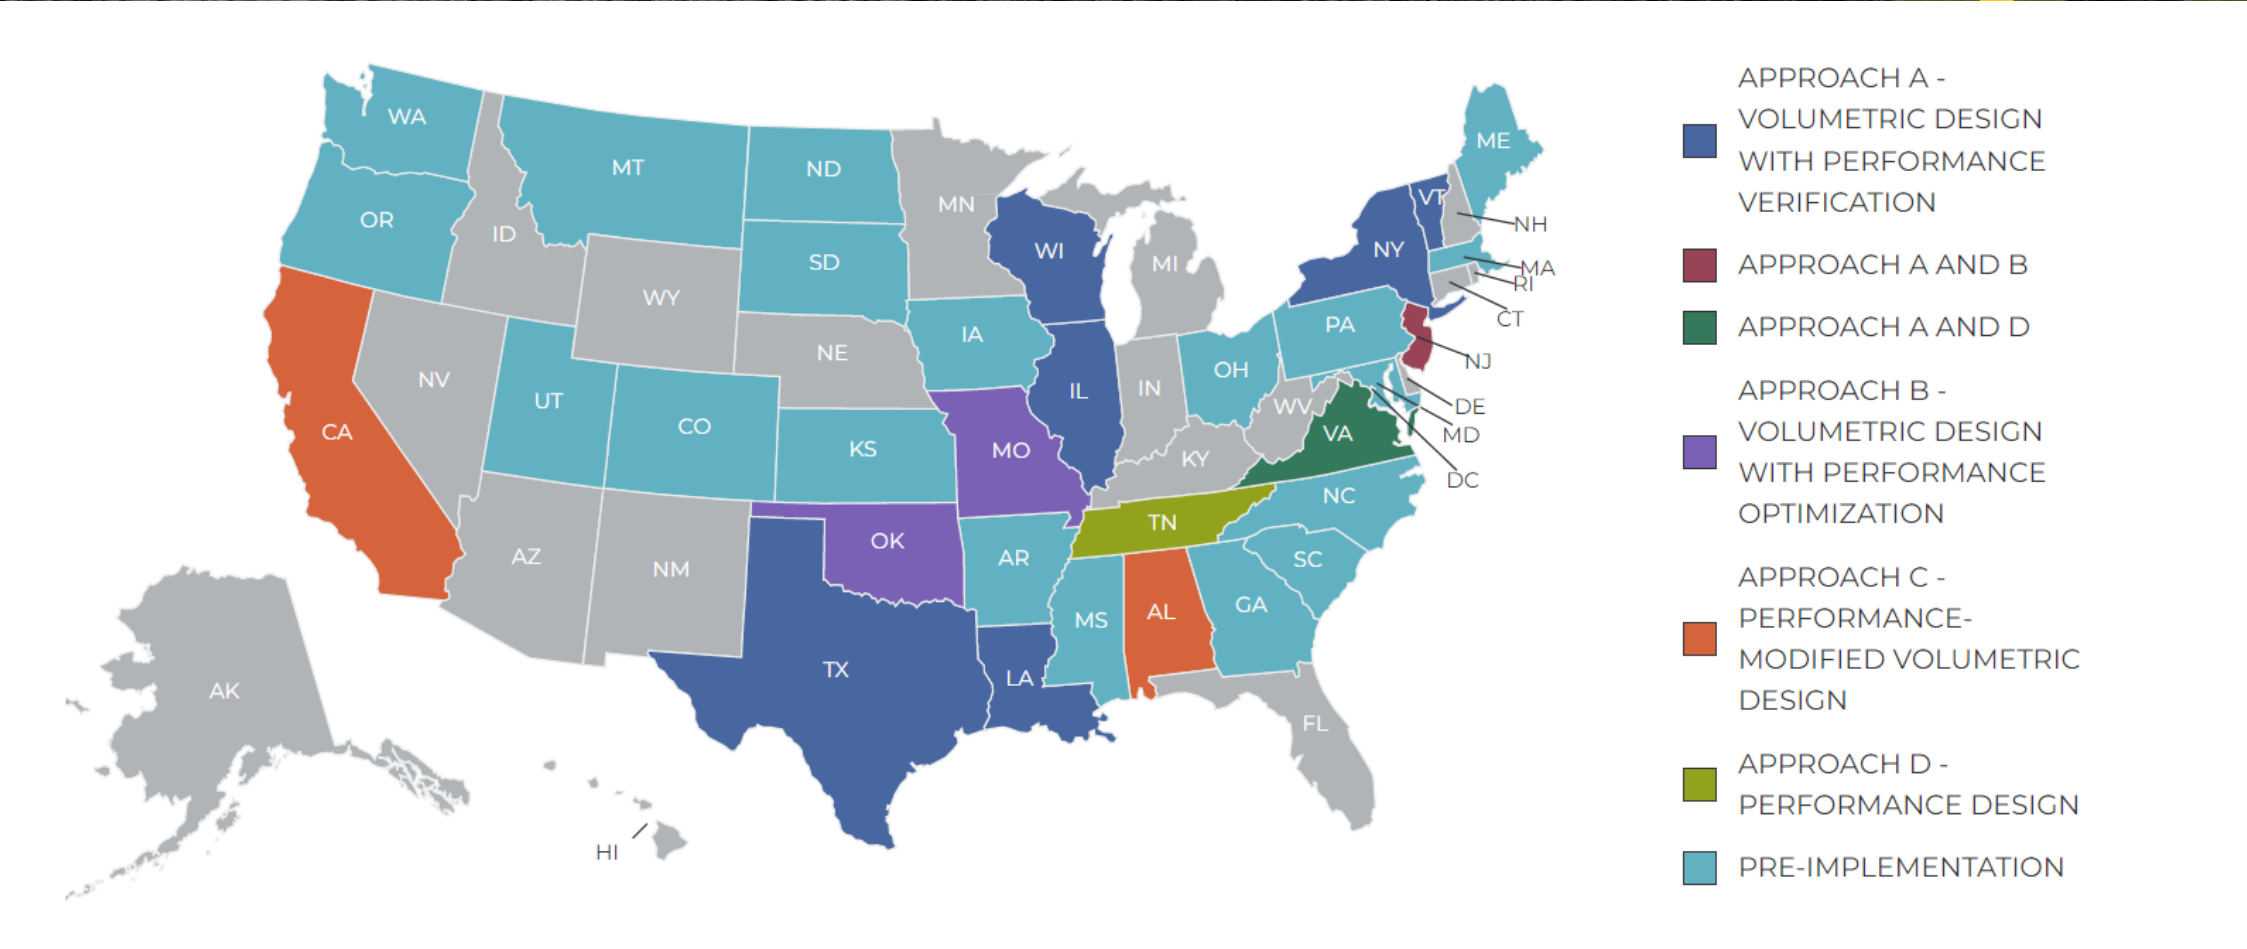 WA
MT
ND
MN
ME
OR
ID
SD
WI
MI
VT
NY
NH
MA
RI
CT
WY
NE
IA
PA
NJ
NV
UT
CO
KS
MO
IL
IN
OH
WV
VA
DE
MD
DC
CA
KY
NC
TN
AZ
NM
OK
AR
SC
TX
LA
MS
AL
GA
FL
AK
HI
APPROACH A -
VOLUMETRIC DESIGN
WITH PERFORMANCE
VERIFICATION
APPROACH A AND B
APPROACH A AND D
APPROACH B -
VOLUMETRIC DESIGN
WITH PERFORMANCE
OPTIMIZATION
APPROACH C -
PERFORMANCE-
MODIFIED VOLUMETRIC
DESIGN
APPROACH D -
PERFORMANCE DESIGN
PRE-IMPLEMENTATION